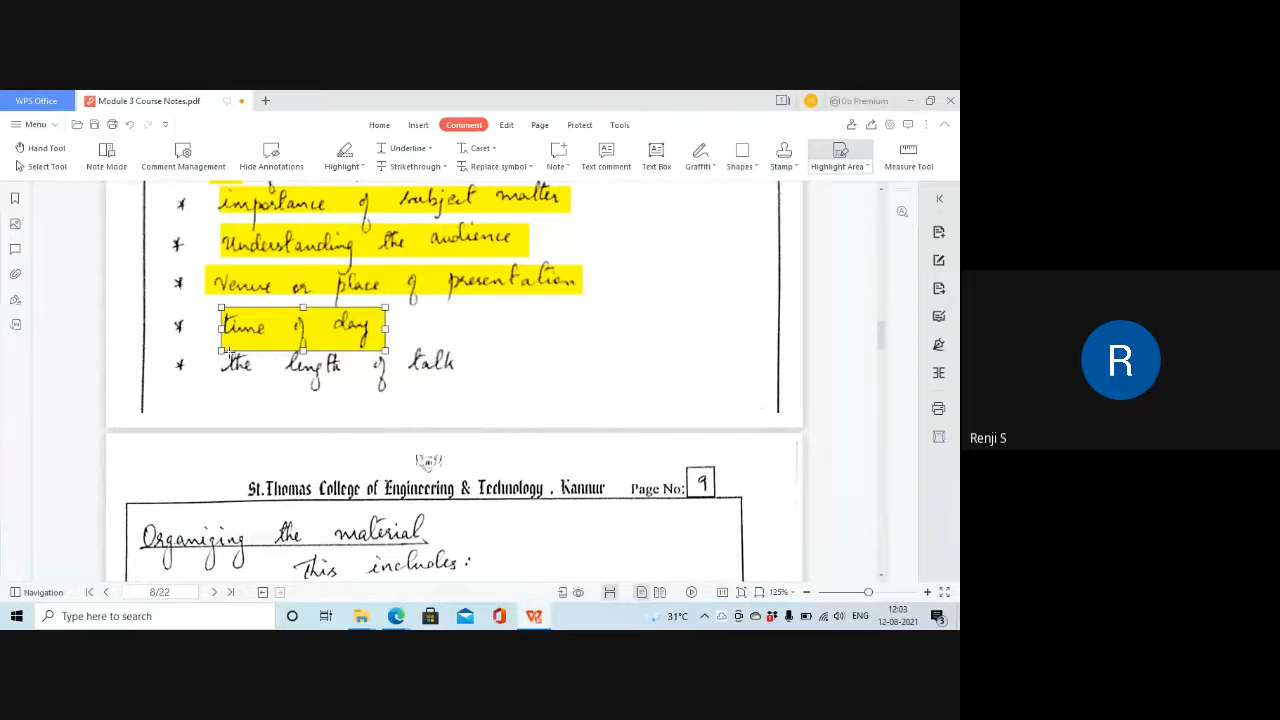 WPS Office
Module 3 Course Notes.pdf
Go Premium
Menu
Home Insert Comment Edit Page Protect Tools
Hand Tool
Select Tool
Note Mode
Comment Management
Hide Annotations
Highlight
Underline
Strikethrough
Caret
Replace symbol
Note
Text comment
Text Box
Graffiti
Shapes
Stamp
Highlight Area
Measure Tool
* importance of subject matter
* Understanding the audience
* Venue or place of presentation
* time of day
* the length of talk
St.Thomas College of Engineering & Technology , Kannur Page No: 9
Organizing the material
This includes:
R
Renji S
Navigation
8/22
125%
Type here to search
31°C
ENG
12:03
12-08-2021
3